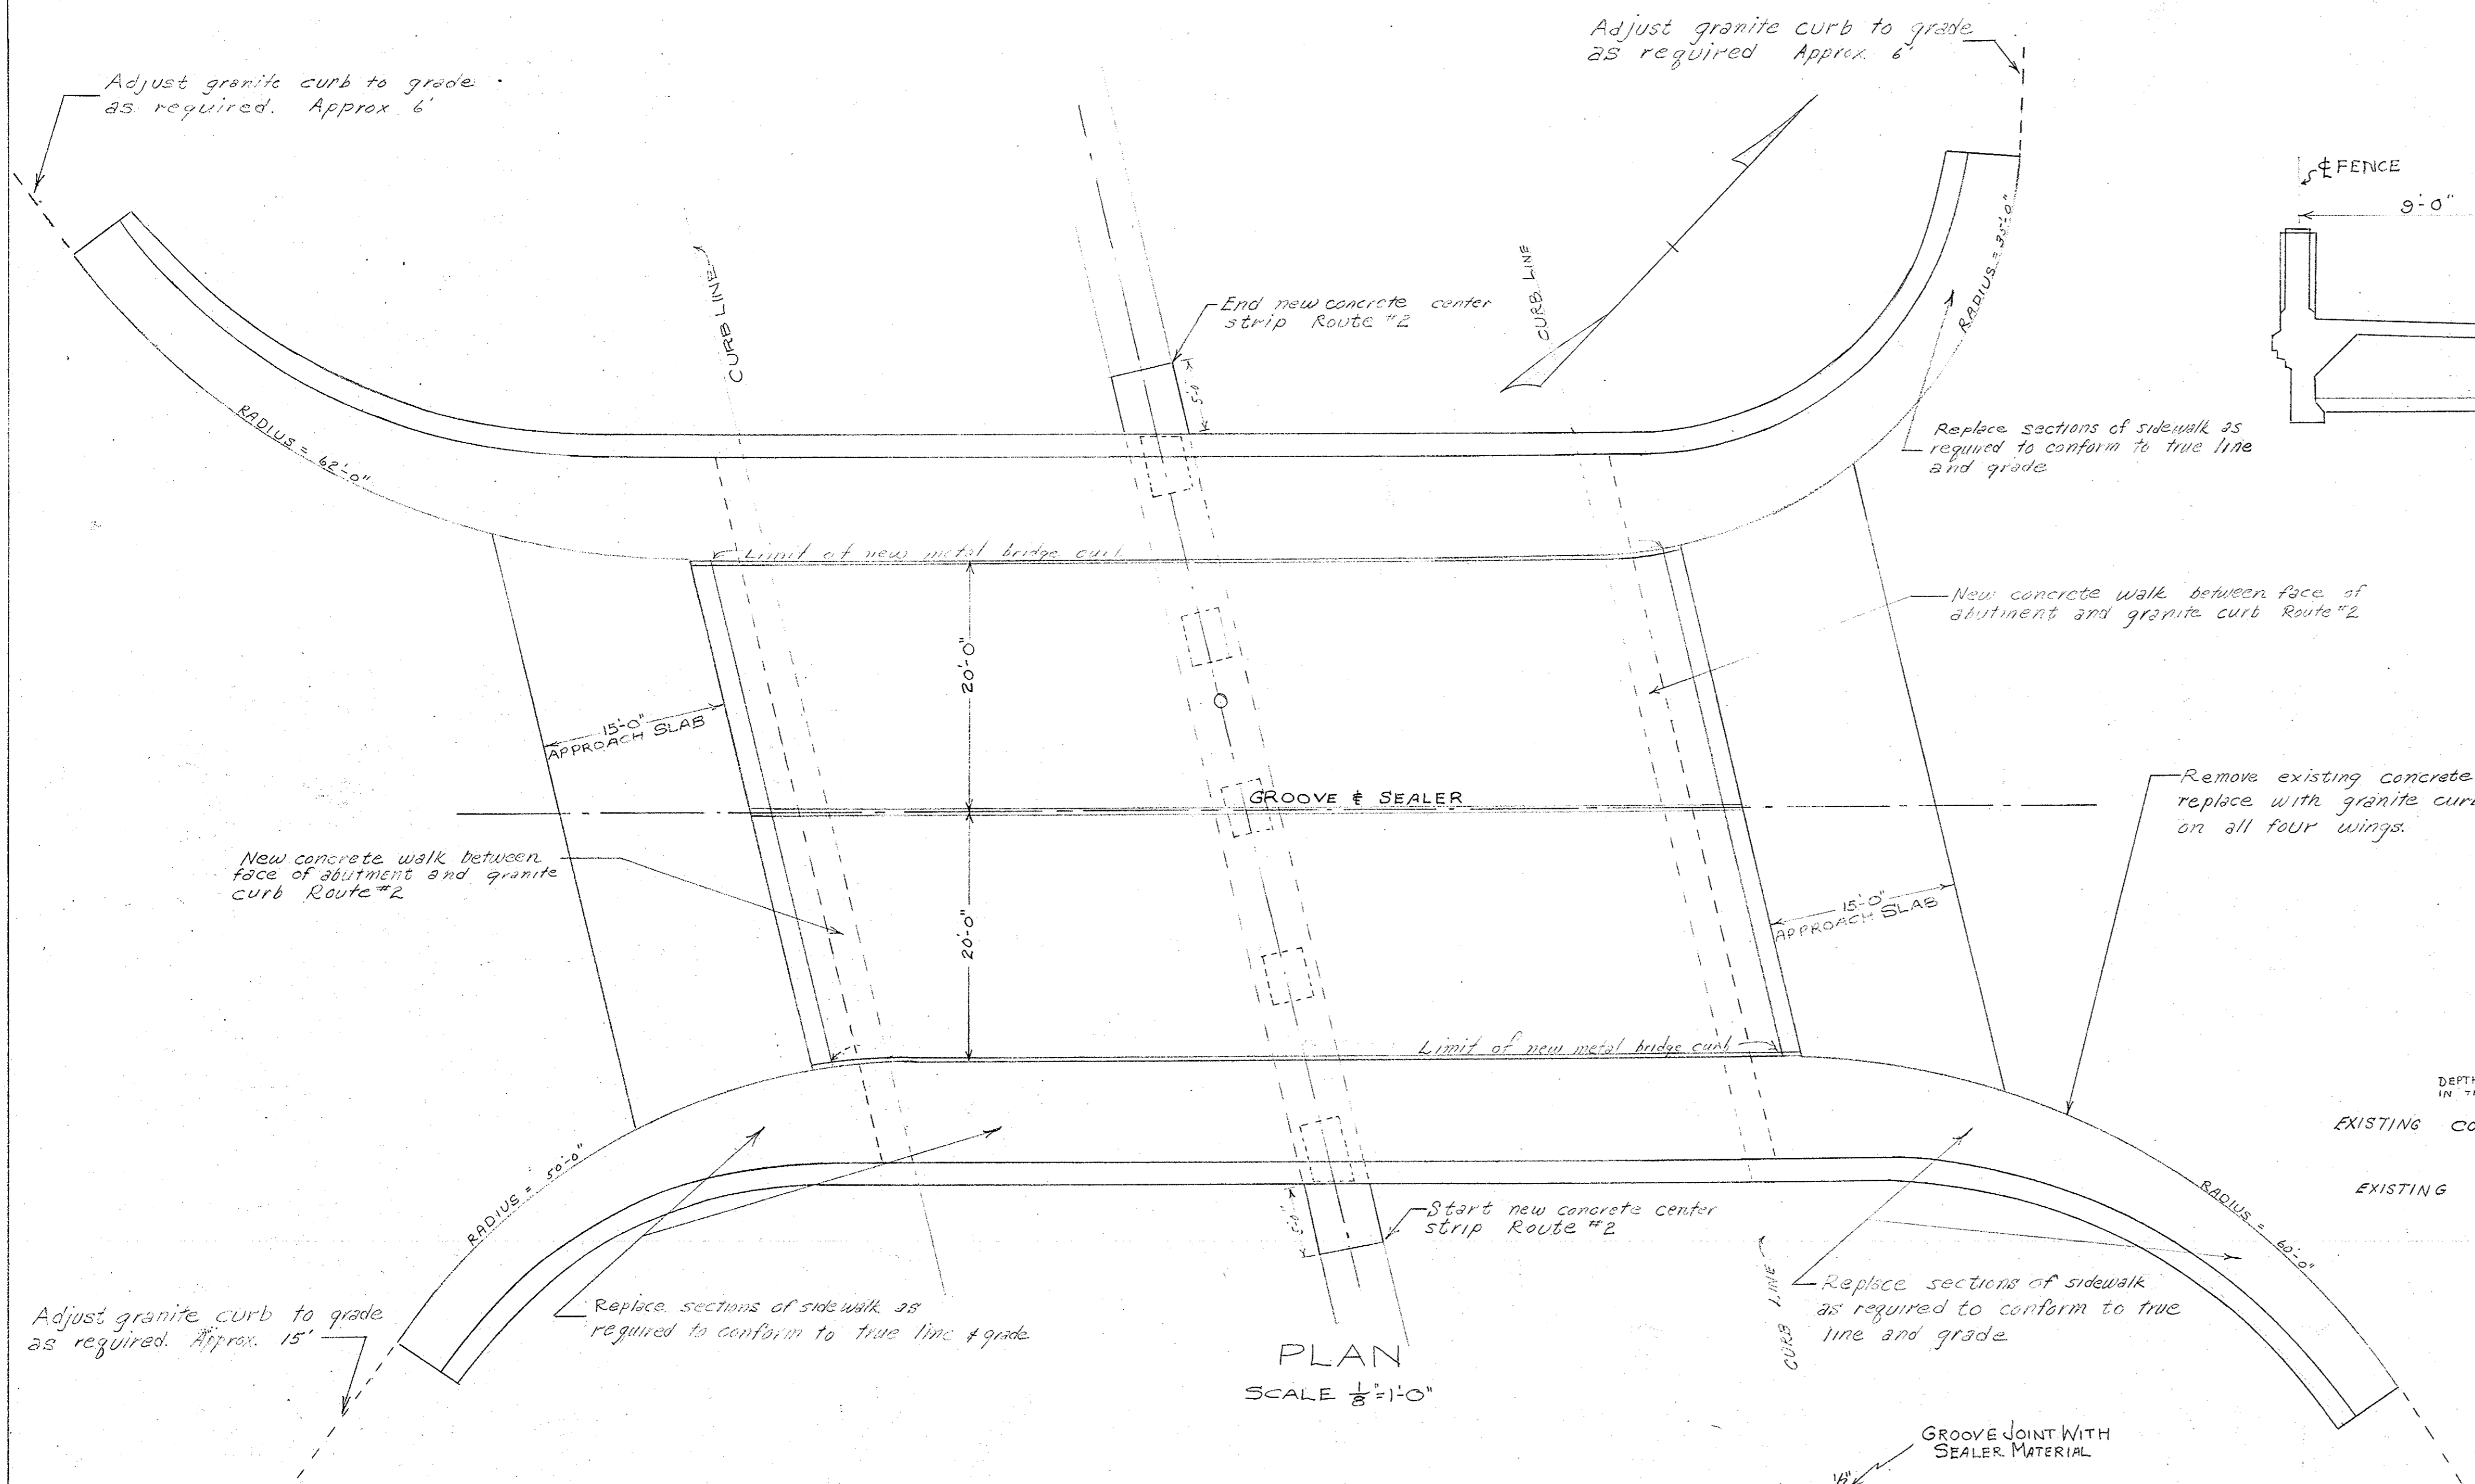 Adjust granite curb to grade
as required. Approx. 6'
Adjust granite curb to grade
as required Approx. 6'
℄ FENCE
9'-0"
CURB LINE
End new concrete center
strip Route #2
5'-0"
CURB LINE
RADIUS = 35'-0"
RADIUS = 62'-0"
Replace sections of sidewalk as
required to conform to true line
and grade
Limit of new metal bridge curb
New concrete walk between face of
abutment and granite curb Route #2
20'-0"
15'-0"
APPROACH SLAB
GROOVE & SEALER
Remove existing concrete
replace with granite curb
on all four wings.
New concrete walk between
face of abutment and granite
curb Route #2
20'-0"
15'-0"
APPROACH SLAB
Limit of new metal bridge curb
DEPTH
IN
EXISTING CO
RADIUS = 50'-0"
EXISTING
RADIUS = 60'-0"
Start new concrete center
strip Route #2
5'-0"
CURB LINE
Replace sections of sidewalk
as required to conform to true
line and grade
Replace sections of sidewalk as
required to conform to true line & grade
Adjust granite curb to grade
as required. Approx. 15'
PLAN
SCALE 1/8"=1'-0"
GROOVE JOINT WITH
SEALER MATERIAL